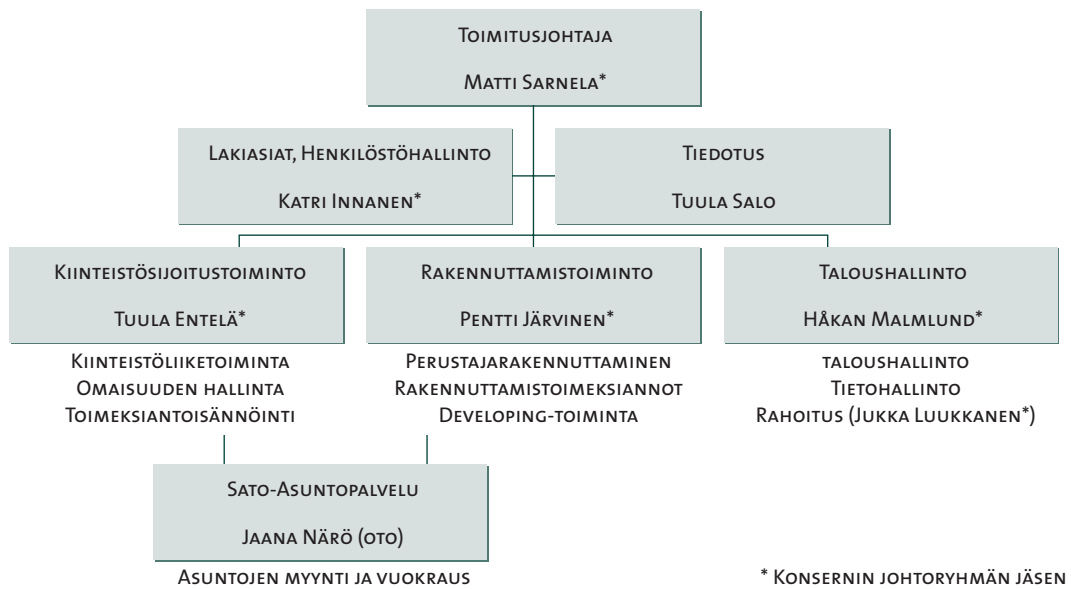 Toimitusjohtaja
Matti Sarnela*
Lakiasiat, Henkilöstöhallinto
Katri Innanen*
Tiedotus
Tuula Salo
Kiinteistösijoitustoiminto
Tuula Entelä*
Kiinteistöliiketoiminta
Omaisuuden hallinta
Toimeksiantoisännöinti
Rakennuttamistoiminto
Pentti Järvinen*
Perustajarakennuttaminen
Rakennuttamistoimeksiannot
Developing-toiminta
Taloushallinto
Håkan Malmlund*
taloushallinto
Tietohallinto
Rahoitus (Jukka Luukkanen*)
Sato-Asuntopalvelu
Jaana Närö (oto)
Asuntojen myynti ja vuokraus
* Konsernin johtoryhmän jäsen